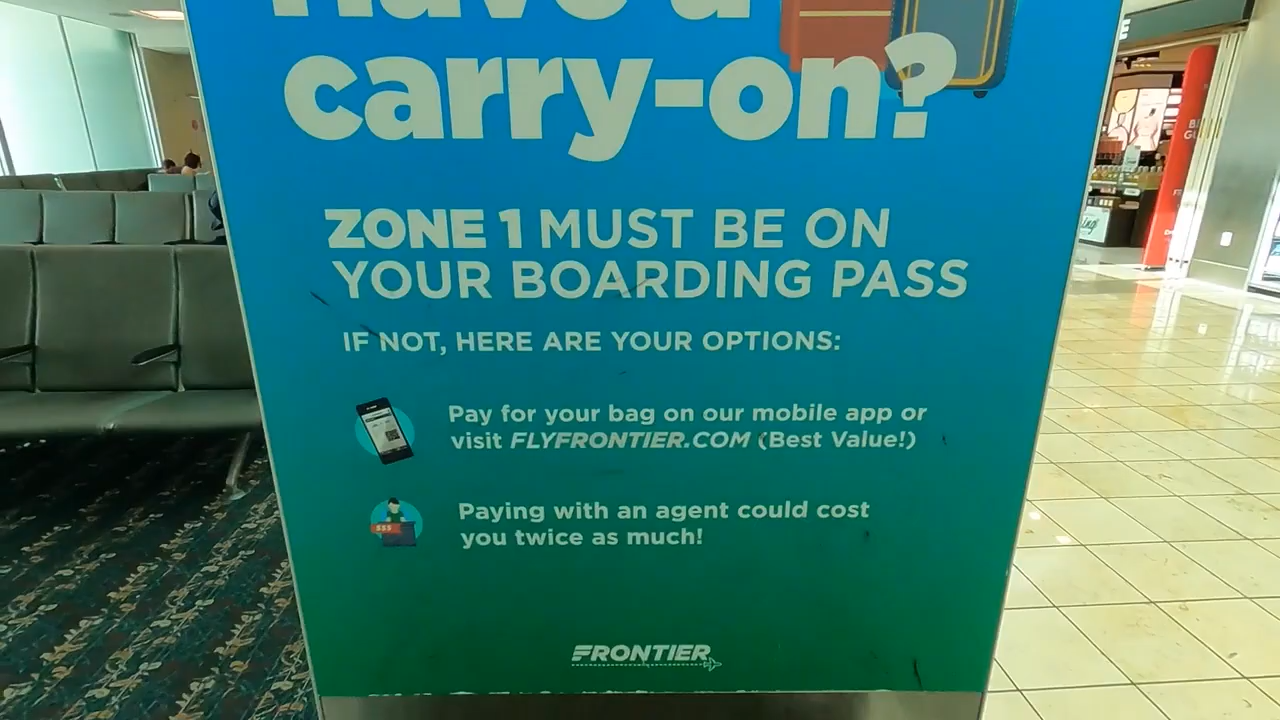 Have a
carry-on?
ZONE 1 MUST BE ON
YOUR BOARDING PASS
IF NOT, HERE ARE YOUR OPTIONS:
Pay for your bag on our mobile app or
visit FLYFRONTIER.COM (Best Value!)
$$$
Paying with an agent could cost
you twice as much!
FRONTIER